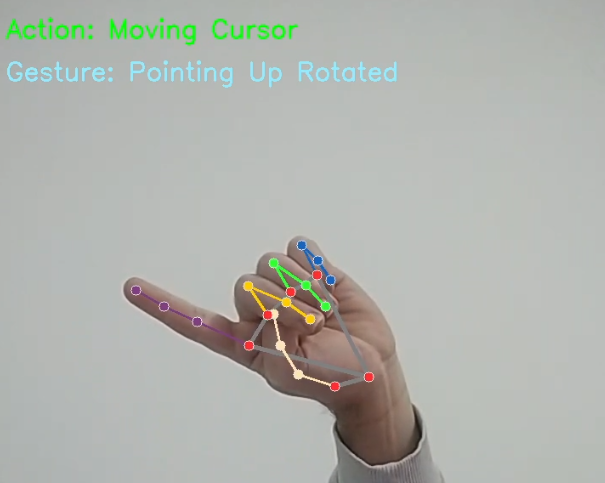 Action: Moving Cursor
Gesture: Pointing Up Rotated